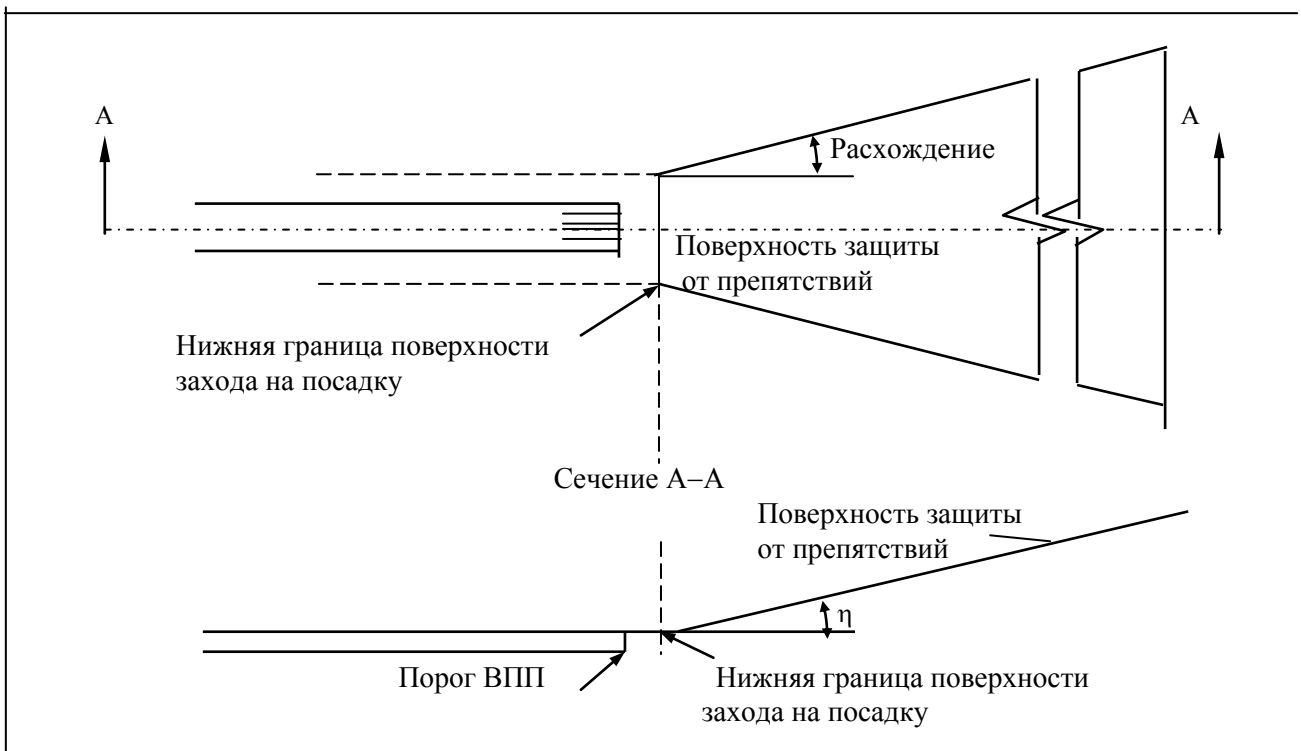 А
А
Расхождение
Поверхность защиты
от препятствий
Нижняя граница поверхности
захода на посадку
Сечение А–А
Поверхность защиты
от препятствий
η
Порог ВПП
Нижняя граница поверхности
захода на посадку